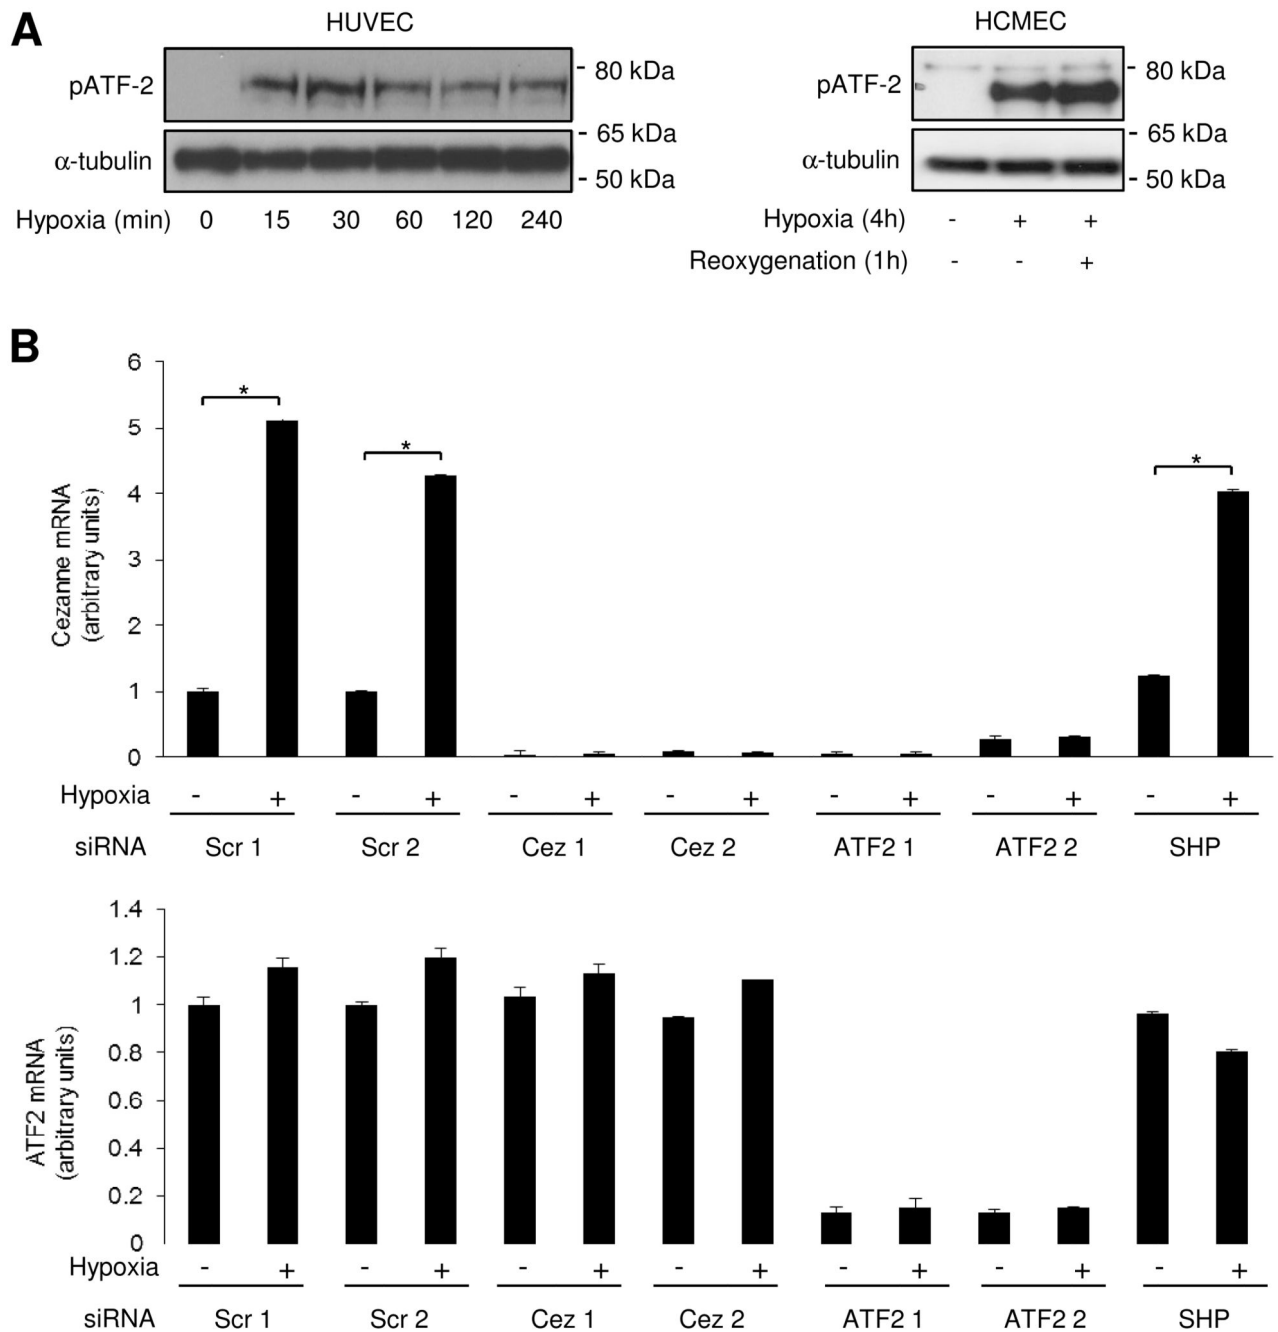 A
HUVEC
HCMEC
pATF-2
80 kDa
pATF-2
80 kDa
65 kDa
65 kDa
α-tubulin
α-tubulin
50 kDa
50 kDa
Hypoxia (min) 0 15 30 60 120 240
Hypoxia (4h) - + +
Reoxygenation (1h) - - +
B
Cezanne mRNA
(arbitrary units)
6
5
4
3
2
1
0
*
*
*
Hypoxia - + - + - + - + - + - + - +
siRNA Scr 1 Scr 2 Cez 1 Cez 2 ATF2 1 ATF2 2 SHP
ATF2 mRNA
(arbitrary units)
1.4
1.2
1
0.8
0.6
0.4
0.2
0
Hypoxia - + - + - + - + - + - + - +
siRNA Scr 1 Scr 2 Cez 1 Cez 2 ATF2 1 ATF2 2 SHP